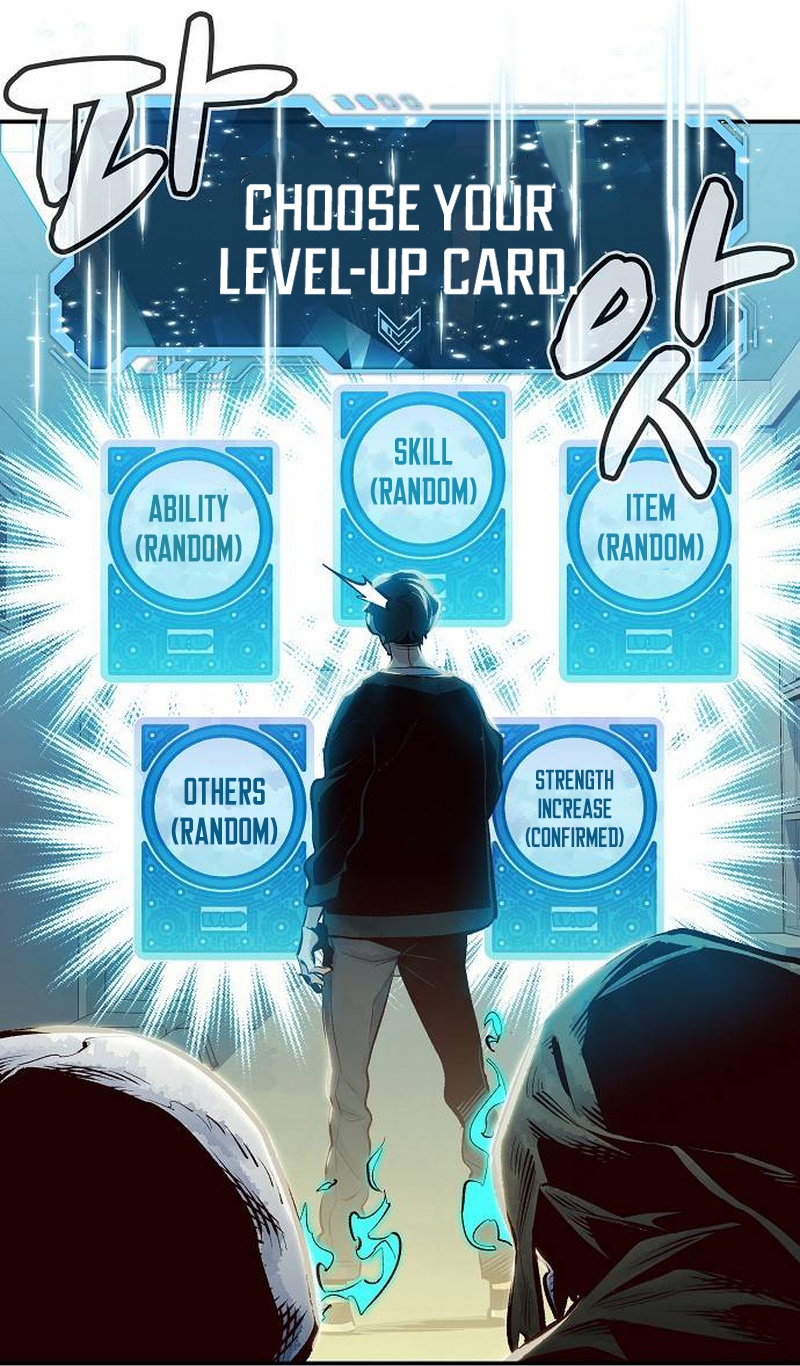 파앗
CHOOSE YOUR
LEVEL-UP CARD.
SKILL
(RANDOM)
ABILITY
(RANDOM)
ITEM
(RANDOM)
OTHERS
(RANDOM)
STRENGTH
INCREASE
(CONFIRMED)